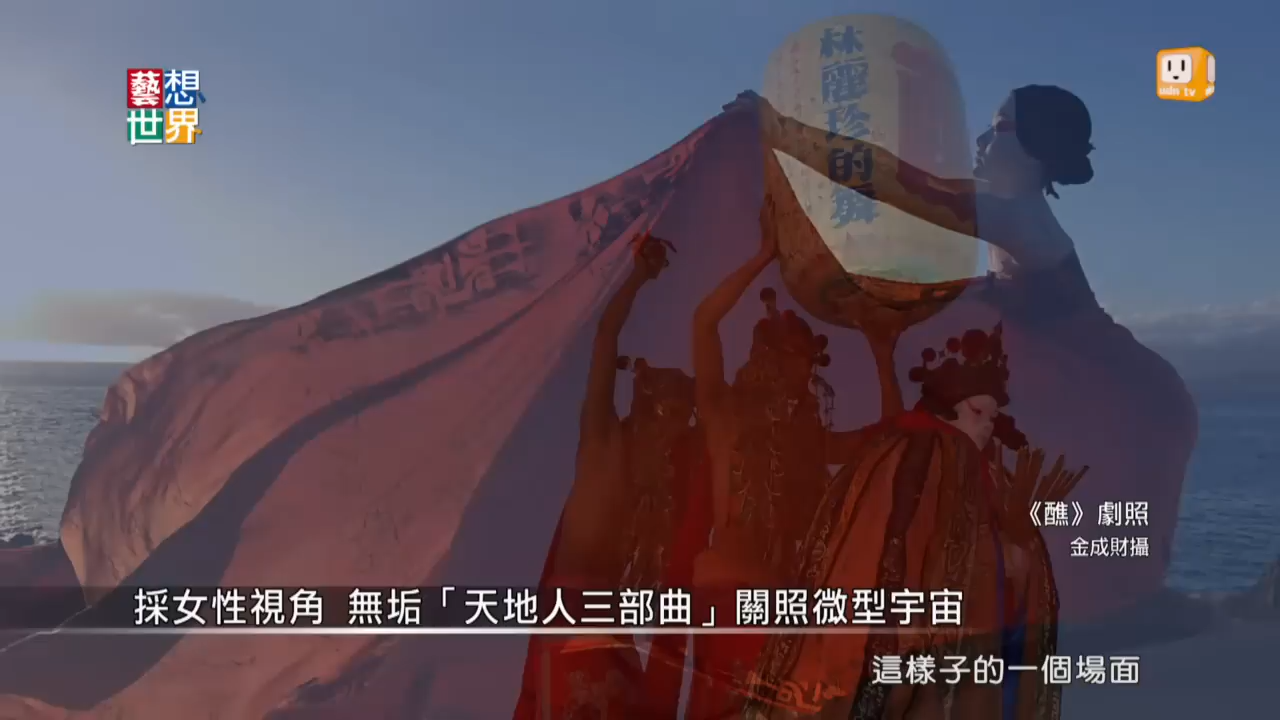 藝想
世界
udn tv
林麗珍的舞
《醮》劇照
金成財攝
採女性視角 無垢「天地人三部曲」關照微型宇宙
這樣子的一個場面